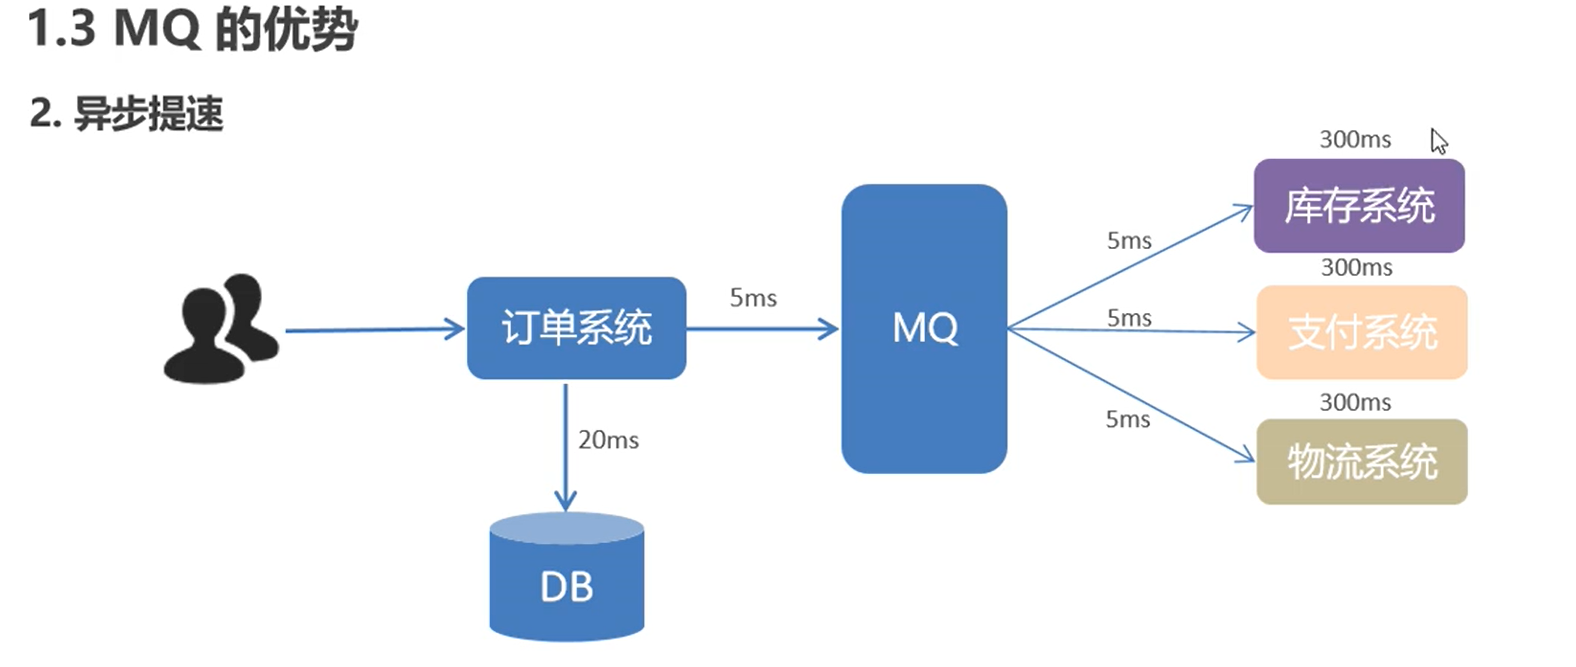 1.3 MQ 的优势
2. 异步提速
300ms
库存系统
5ms
300ms
订单系统
5ms
MQ
5ms
支付系统
300ms
5ms
20ms
物流系统
DB